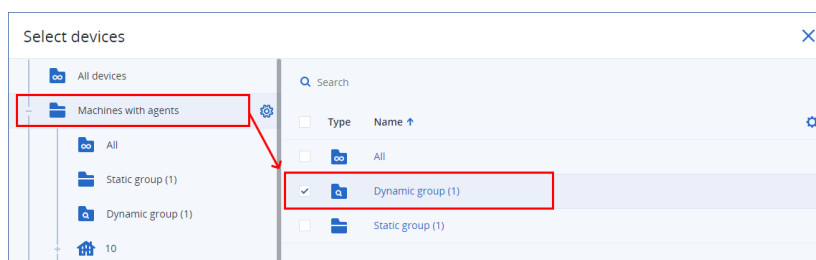 Select devices
All devices
Machines with agents
All
Static group (1)
Dynamic group (1)
10
Search
Type Name
All
Dynamic group (1)
Static group (1)